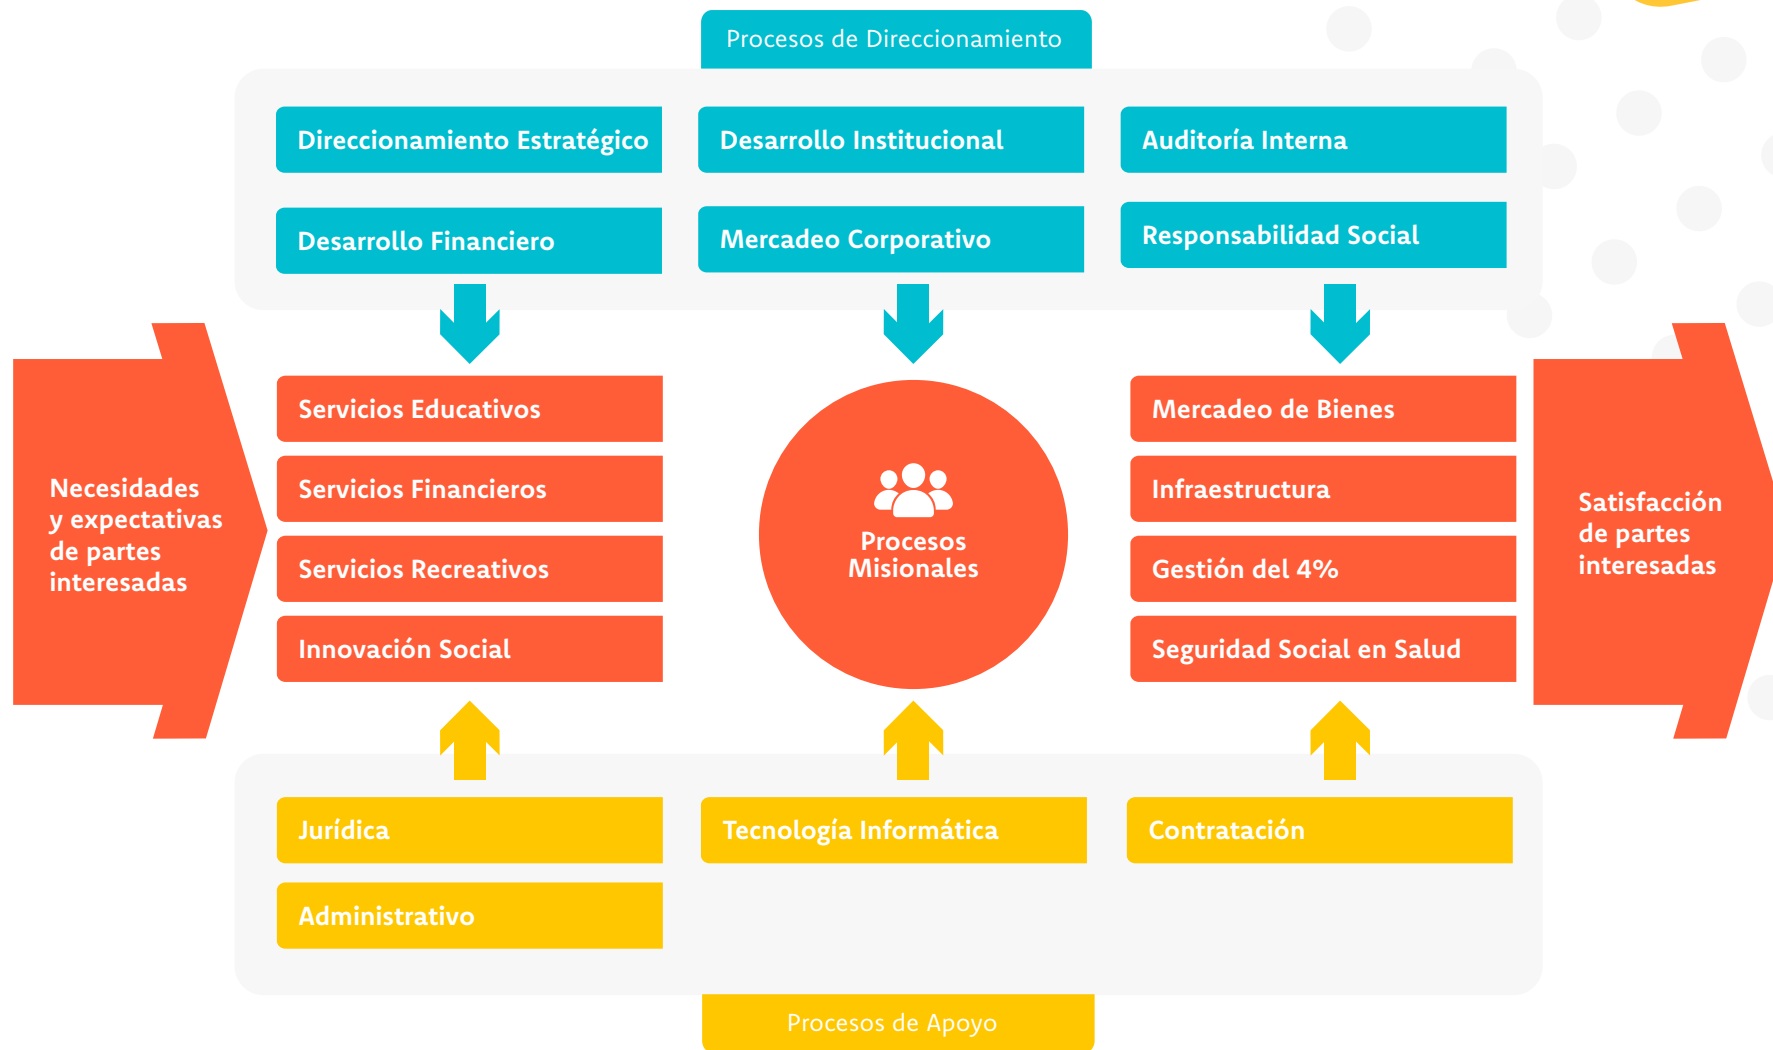 Procesos de Direccionamiento
Direccionamiento Estratégico
Desarrollo Institucional
Auditoría Interna
Desarrollo Financiero
Mercadeo Corporativo
Responsabilidad Social
Necesidades
y expectativas
de partes
interesadas
Servicios Educativos
Servicios Financieros
Servicios Recreativos
Innovación Social
Procesos
Misionales
Mercadeo de Bienes
Infraestructura
Gestión del 4%
Seguridad Social en Salud
Satisfacción
de partes
interesadas
Jurídica
Tecnología Informática
Contratación
Administrativo
Procesos de Apoyo